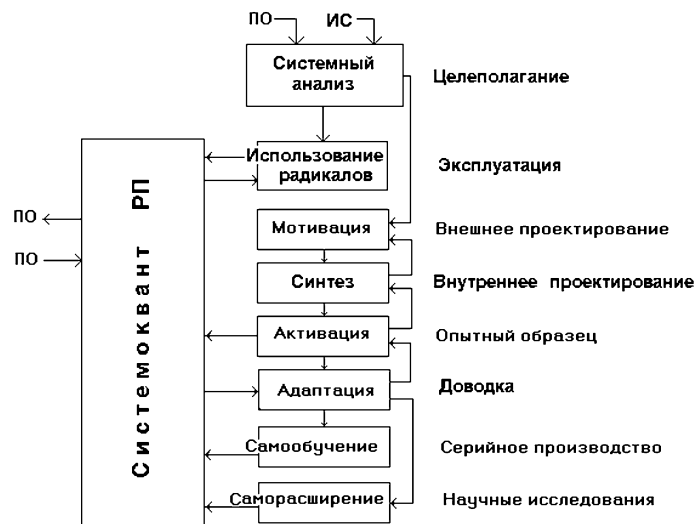 ПО ИС
Системный
анализ
Целеполагание
Использование
радикалов
Эксплуатация
Системоквант РП
ПО
ПО
Мотивация
Внешнее проектирование
Синтез
Внутреннее проектирование
Активация
Опытный образец
Адаптация
Доводка
Самообучение
Серийное производство
Саморасширение
Научные исследования